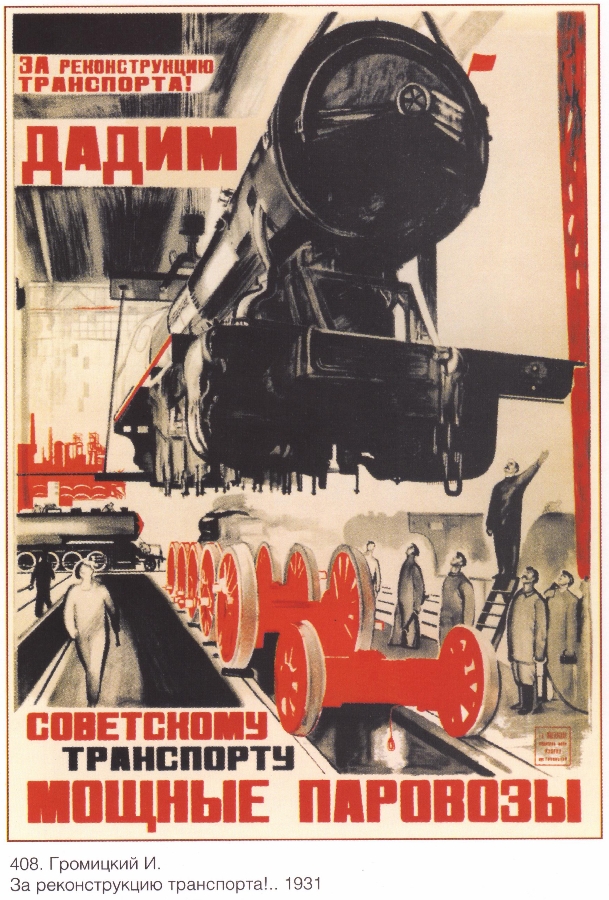 ЗА РЕКОНСТРУКЦИЮ
ТРАНСПОРТА!
ДАДИМ
СОВЕТСКОМУ
ТРАНСПОРТУ
МОЩНЫЕ ПАРОВОЗЫ
408. Громицкий И.
За реконструкцию транспорта!.. 1931